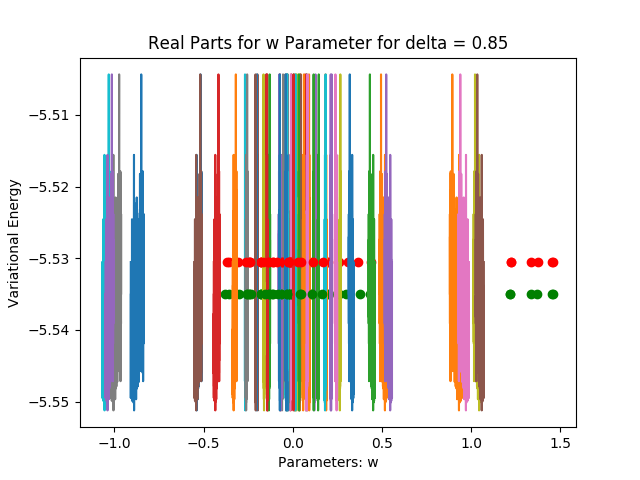 Real Parts for w Parameter for delta = 0.85
Variational Energy
−5.51
−5.52
−5.53
−5.54
−5.55
−1.0 −0.5 0.0 0.5 1.0 1.5
Parameters: w